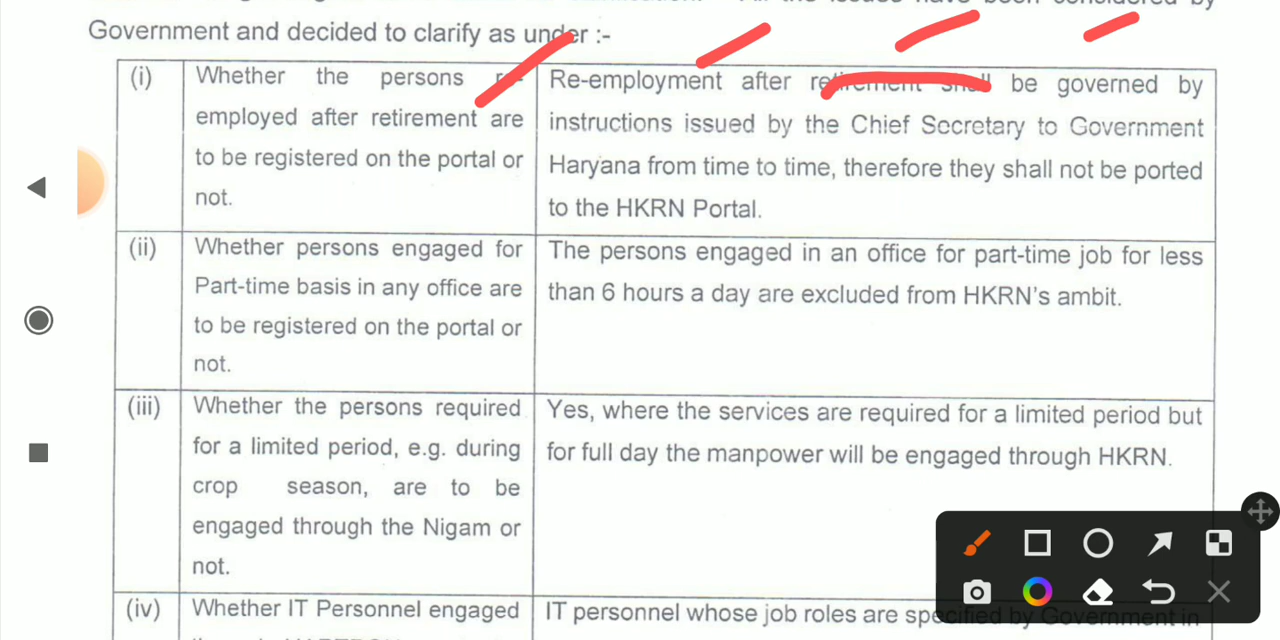 Government and decided to clarify as under :-
(i)
Whether the persons re-
employed after retirement are
to be registered on the portal or
not.
Re-employment after retirement shall be governed by
instructions issued by the Chief Secretary to Government
Haryana from time to time, therefore they shall not be ported
to the HKRN Portal.
(ii)
Whether persons engaged for
Part-time basis in any office are
to be registered on the portal or
not.
The persons engaged in an office for part-time job for less
than 6 hours a day are excluded from HKRN's ambit.
(iii)
Whether the persons required
for a limited period, e.g. during
crop season, are to be
engaged through the Nigam or
not.
Yes, where the services are required for a limited period but
for full day the manpower will be engaged through HKRN.
(iv)
Whether IT Personnel engaged
IT personnel whose job roles are specified by Government in